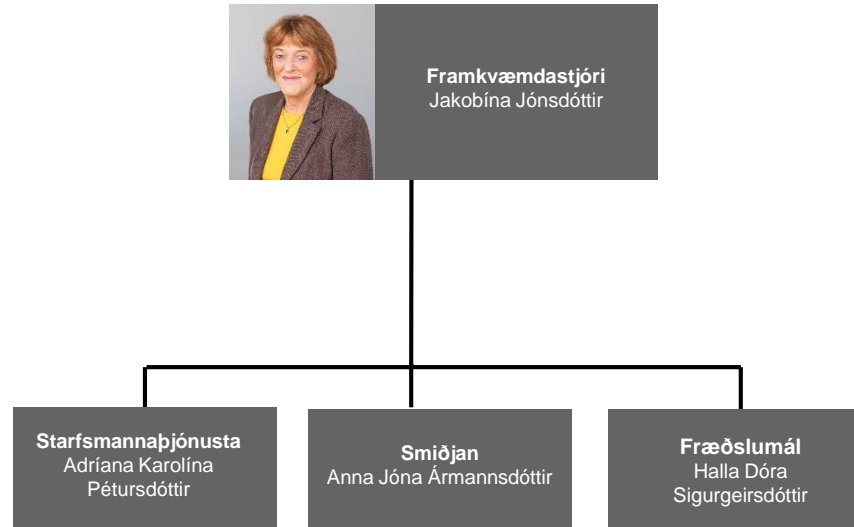 Framkvæmdastjóri
Jakobína Jónsdóttir
Starfsmannaþjónusta
Adríana Karolína
Pétursdóttir
Smiðjan
Anna Jóna Ármannsdóttir
Fræðslumál
Halla Dóra
Sigurgeirsdóttir